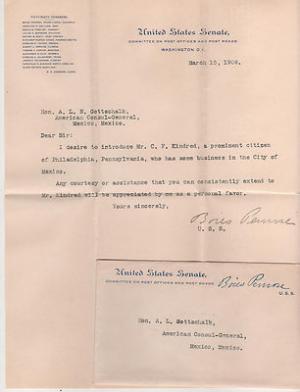 United States Senate,
COMMITTEE ON POST OFFICES AND POST ROADS
WASHINGTON D.C.
March 13, 1908.
Hon. A. L. M. Gottschalk,
American Consul-General,
Mexico, Mexico.
Dear Sir:
I desire to introduce Mr. C. F. Kindred, a prominent citizen
of Philadelphia, Pennsylvania, who has some business in the City of
Mexico.
Any courtesy or assistance that you can consistently extend to
Mr. Kindred will be appreciated by me as a personal favor.
Yours sincerely,
Boies Penrose
U. S. S.
United States Senate,
COMMITTEE ON POST OFFICES AND POST ROADS
Boies Penrose
U.S.S.
Hon. A. L. Gottschalk,
American Consul-General,
Mexico, Mexico.